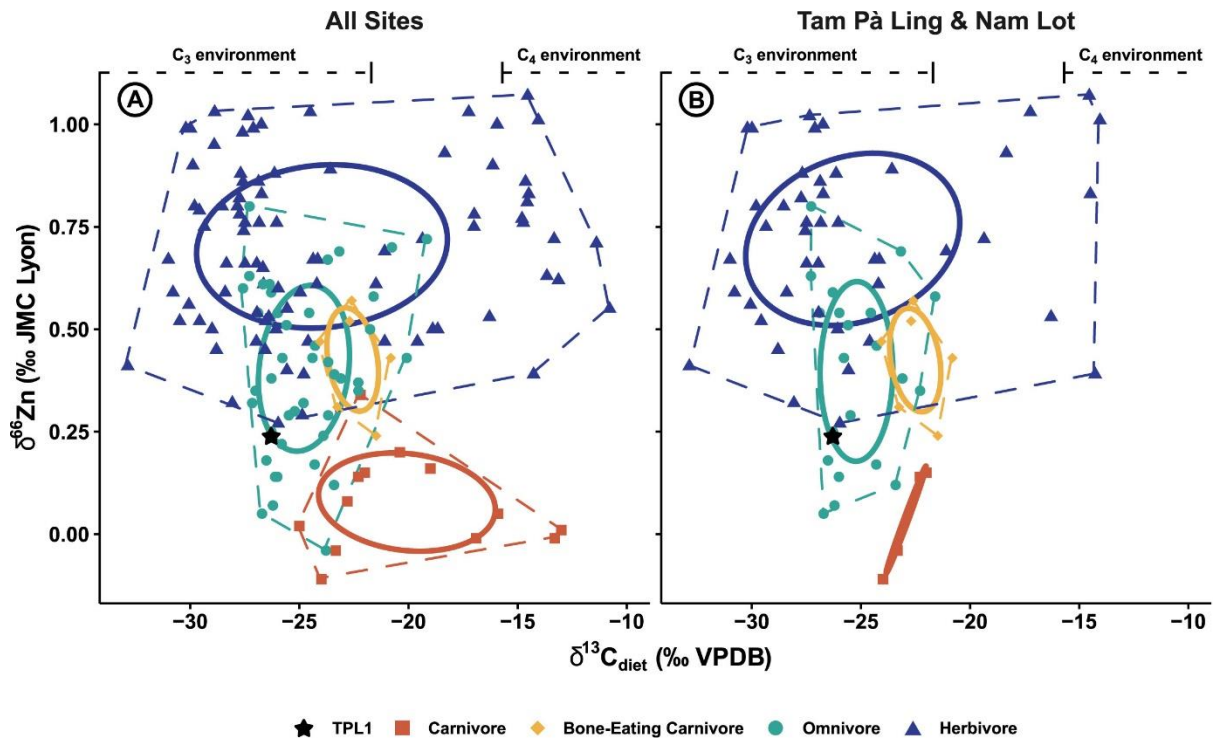 All Sites
Tam Pà Ling & Nam Lot
C₃ environment
C₄ environment
C₃ environment
C₄ environment
A
B
1.00
0.75
0.50
0.25
0.00
δ⁶⁶Zn (‰ JMC Lyon)
−30 −25 −20 −15 −10
−30 −25 −20 −15 −10
δ¹³C_diet (‰ VPDB)
TPL1 Carnivore Bone-Eating Carnivore Omnivore Herbivore